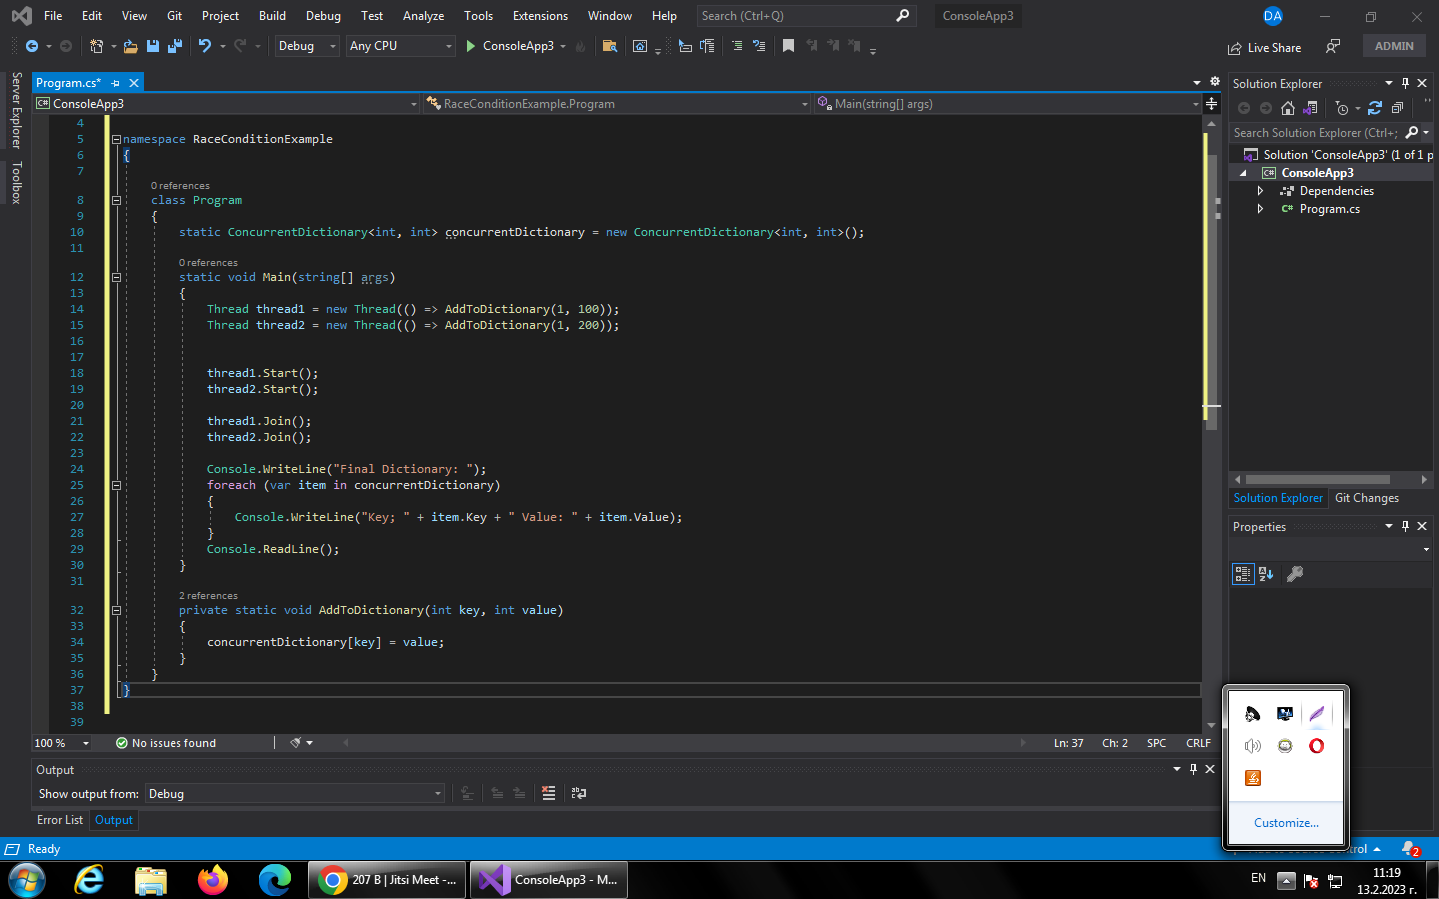 File Edit View Git Project Build Debug Test Analyze Tools Extensions Window Help Search (Ctrl+Q) ConsoleApp3 DA
Debug Any CPU ConsoleApp3 Live Share ADMIN
Server Explorer
Toolbox
Program.cs*
ConsoleApp3 RaceConditionExample.Program Main(string[] args)
4
5 namespace RaceConditionExample
6 {
7
0 references
8 class Program
9 {
10 static ConcurrentDictionary<int, int> concurrentDictionary = new ConcurrentDictionary<int, int>();
11
0 references
12 static void Main(string[] args)
13 {
14 Thread thread1 = new Thread(() => AddToDictionary(1, 100));
15 Thread thread2 = new Thread(() => AddToDictionary(1, 200));
16
17
18 thread1.Start();
19 thread2.Start();
20
21 thread1.Join();
22 thread2.Join();
23
24 Console.WriteLine("Final Dictionary: ");
25 foreach (var item in concurrentDictionary)
26 {
27 Console.WriteLine("Key; " + item.Key + " Value: " + item.Value);
28 }
29 Console.ReadLine();
30 }
31
2 references
32 private static void AddToDictionary(int key, int value)
33 {
34 concurrentDictionary[key] = value;
35 }
36 }
37 }
38
39
100 % No issues found Ln: 37 Ch: 2 SPC CRLF
Output
Show output from: Debug
Error List Output
Solution Explorer
Search Solution Explorer (Ctrl+;
Solution 'ConsoleApp3' (1 of 1 p
C# ConsoleApp3
Dependencies
C# Program.cs
Solution Explorer Git Changes
Properties
Customize...
Ready Control 2
207 B | Jitsi Meet -... ConsoleApp3 - M... EN 11:19
13.2.2023 г.